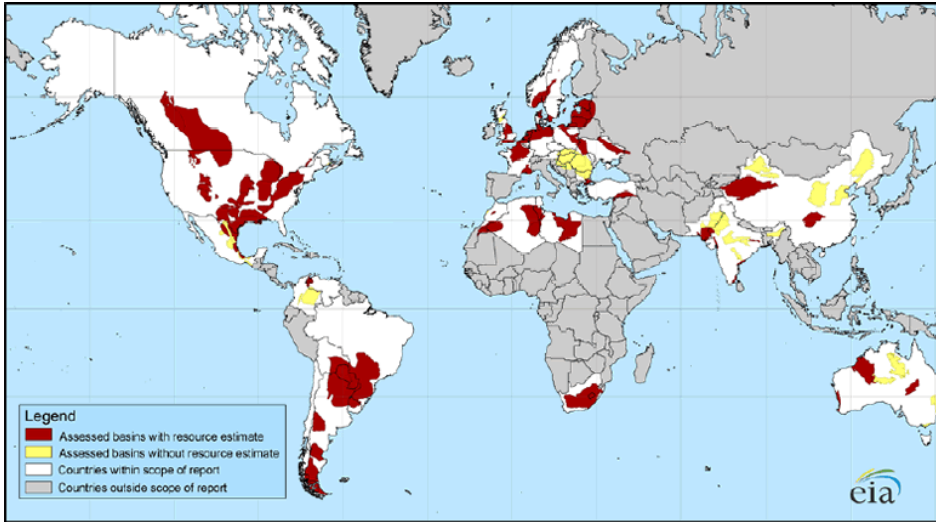 Legend
Assessed basins with resource estimate
Assessed basins without resource estimate
Countries within scope of report
Countries outside scope of report
eia